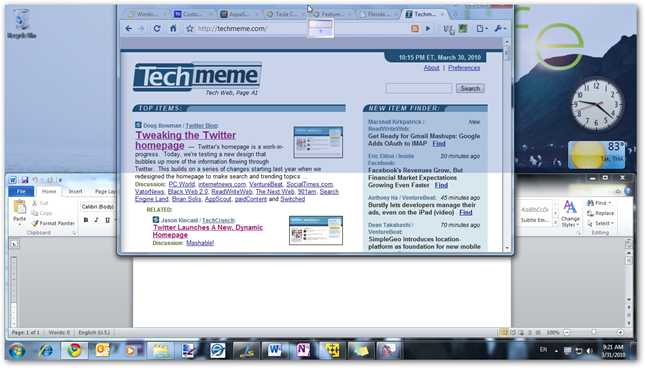 Recycle Bin
Techm
http://techmeme.com/
10:15 PM ET, March 30, 2010
About | Preferences
Techmeme
Tech Web, Page A1
Search
TOP ITEMS:
Doug Bowman / Twitter Blog:
Tweaking the Twitter
homepage — Twitter's homepage is a work-in-
progress. Today, we're testing a new design that
bubbles up more of the information flowing through
Twitter. This builds on a series of changes starting last year when we
redesigned the homepage to make search and trending topics ...
Discussion: PC World, internetnews.com, VentureBeat, SocialTimes.com,
VatorNews, Black Web 2.0, ReadWriteWeb, The Next Web, 901am, Search
Engine Land, Brian Solis, AppScout, paidContent and Switched
RELATED:
Jason Kincaid / TechCrunch:
Twitter Launches A New, Dynamic
Homepage
Discussion: Mashable!
NEW ITEM FINDER:
Marshall Kirkpatrick / New
ReadWriteWeb:
Get Ready for Gmail Mashups: Google
Adds OAuth to IMAP Find
Eric Eldon / Inside 20 minutes ago
Facebook:
Facebook's Revenues Grow, But
Financial Market Expectations
Growing Even Faster Find
Anthony Ha / VentureBeat: 45 minutes ago
Burstly lets developers manage their
ads, even on the iPad (video) Find
Dean Takahashi / 70 minutes ago
VentureBeat:
SimpleGeo introduces location-
platform as foundation for new mobile
83°
Tak, THA
File
Home
Insert
Page Layout
Cut
Copy
Paste
Format Painter
Clipboard
Calibri (Body)
B I U
AaBbCcDc
Change
Styles
Find
Replace
Select
Editing
Page: 1 of 1
Words: 0
English (U.S.)
100%
EN
9:21 AM
3/31/2010